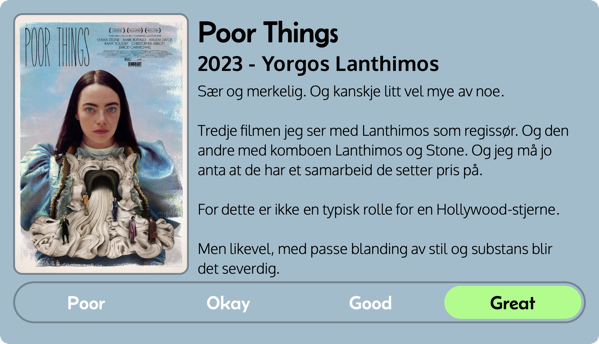 POOR THINGS
Poor Things
2023 - Yorgos Lanthimos
Sær og merkelig. Og kanskje litt vel mye av noe.
Tredje filmen jeg ser med Lanthimos som regissør. Og den
andre med komboen Lanthimos og Stone. Og jeg må jo
anta at de har et samarbeid de setter pris på.
For dette er ikke en typisk rolle for en Hollywood-stjerne.
Men likevel, med passe blanding av stil og substans blir
det severdig.
Poor Okay Good Great